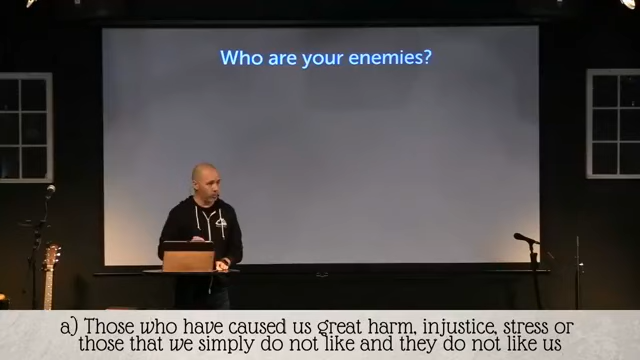 Who are your enemies?
a) Those who have caused us great harm, injustice, stress or
those that we simply do not like and they do not like us